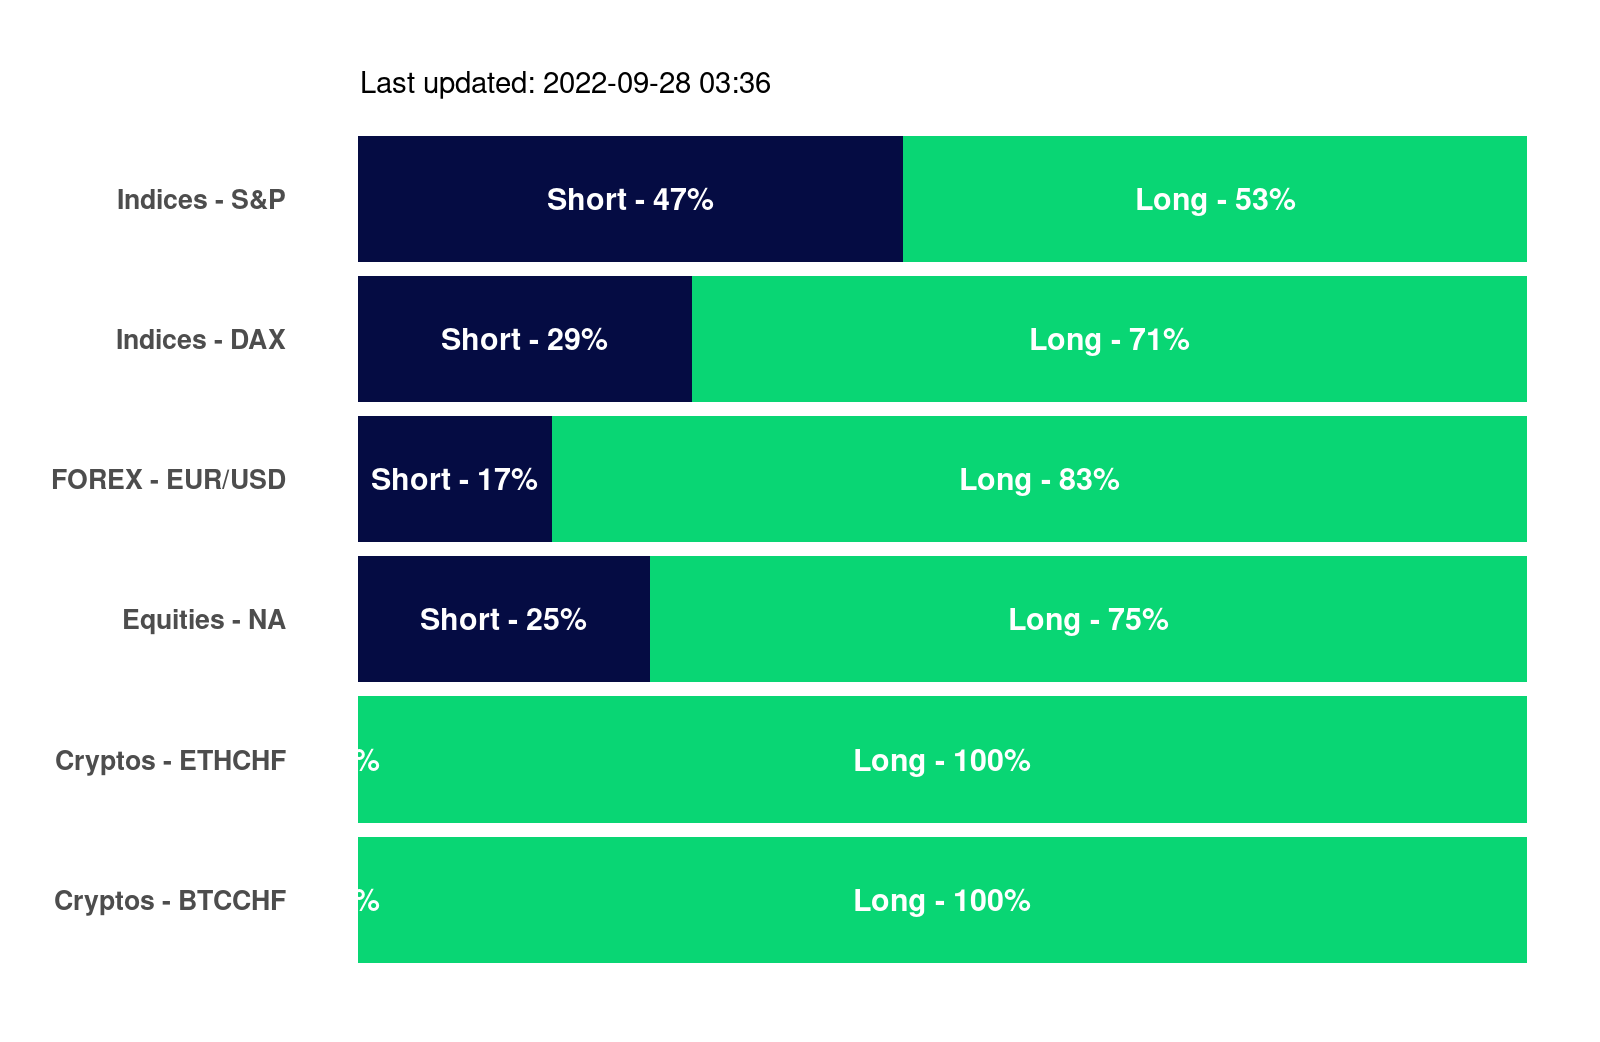 Last updated: 2022-09-28 03:36
Indices - S&P Short - 47% Long - 53%
Indices - DAX Short - 29% Long - 71%
FOREX - EUR/USD Short - 17% Long - 83%
Equities - NA Short - 25% Long - 75%
Cryptos - ETHCHF % Long - 100%
Cryptos - BTCCHF % Long - 100%